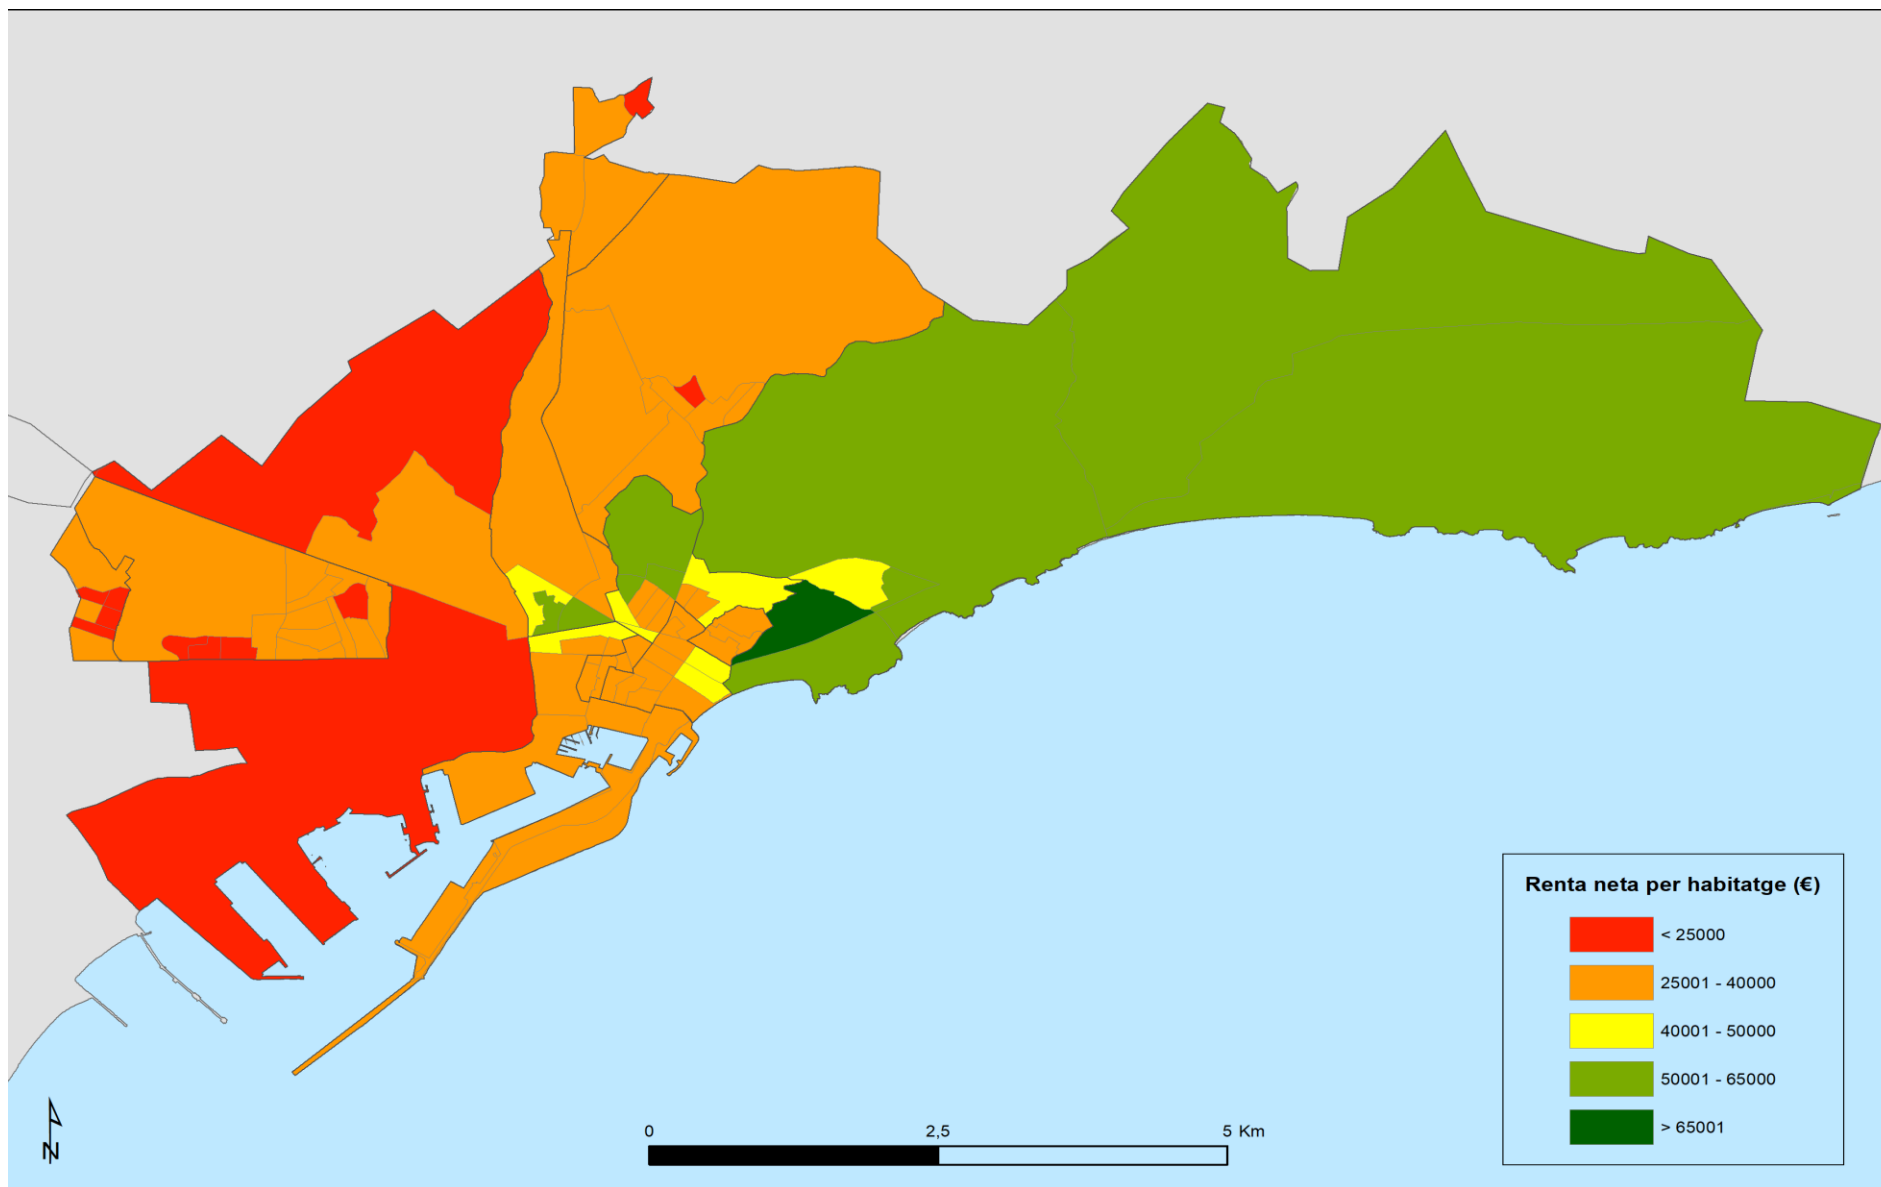 Renta neta per habitatge (€)
< 25000
25001 - 40000
40001 - 50000
50001 - 65000
> 65001
0 2,5 5 Km
N